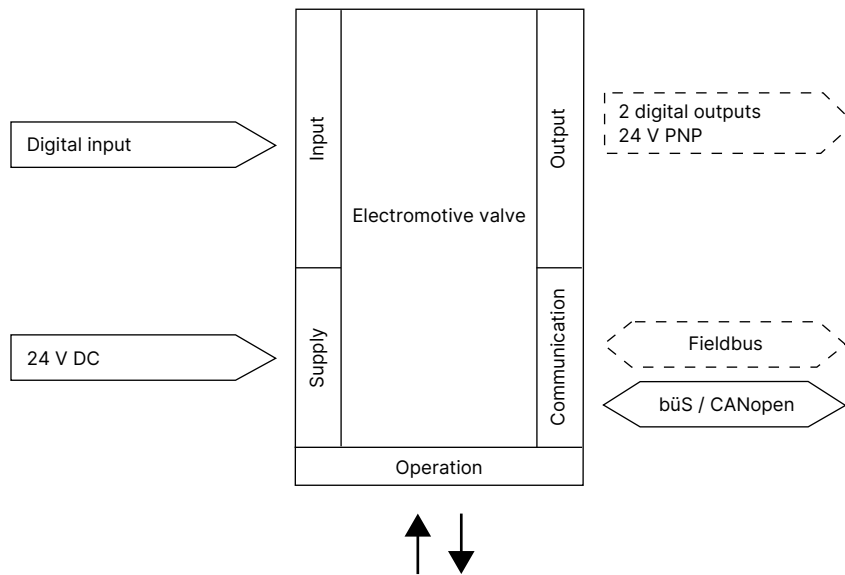 Digital input
Input
Electromotive valve
Output
2 digital outputs
24 V PNP
24 V DC
Supply
Communication
Fieldbus
büS / CANopen
Operation